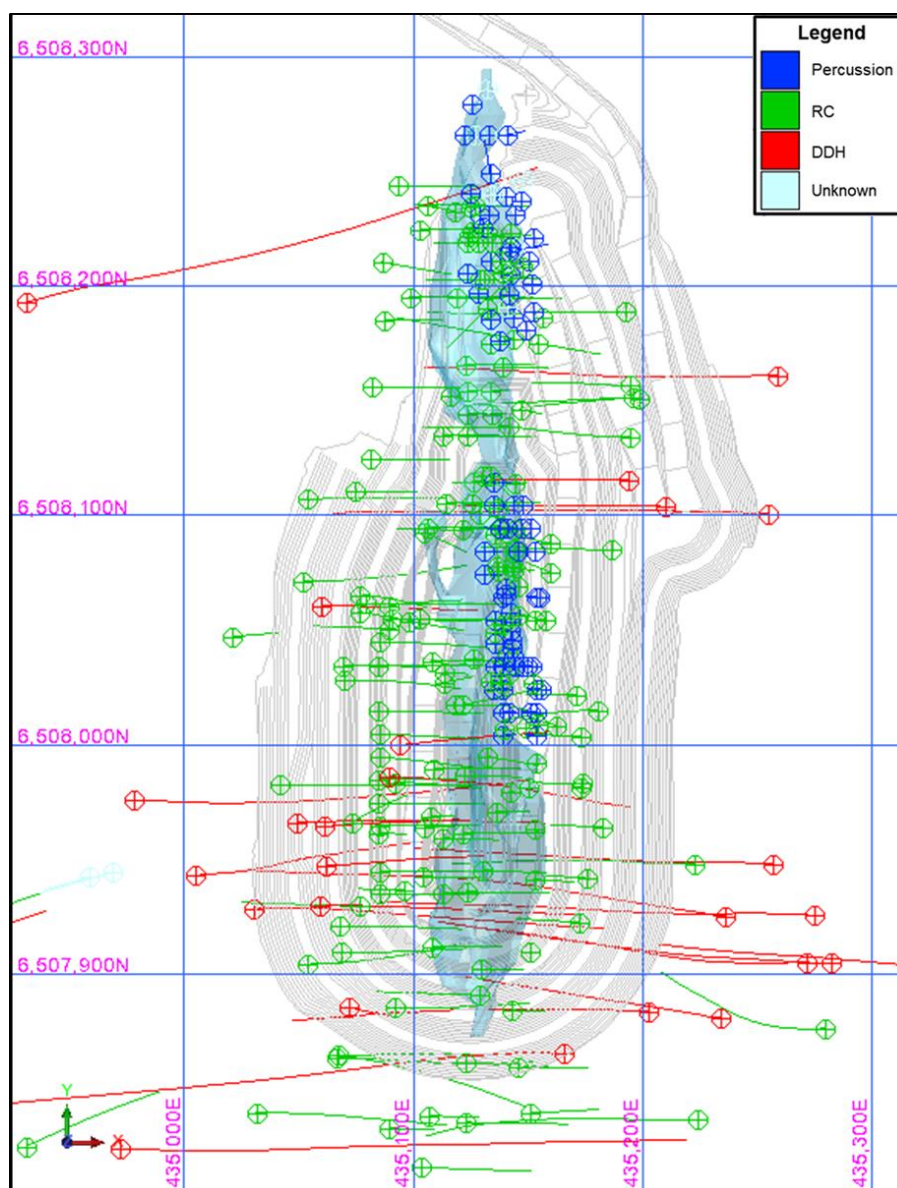 Legend
Percussion
RC
DDH
Unknown
6,508,300N
6,508,200N
6,508,100N
6,508,000N
6,507,900N
435,000E
435,100E
435,200E
435,300E
Y
X